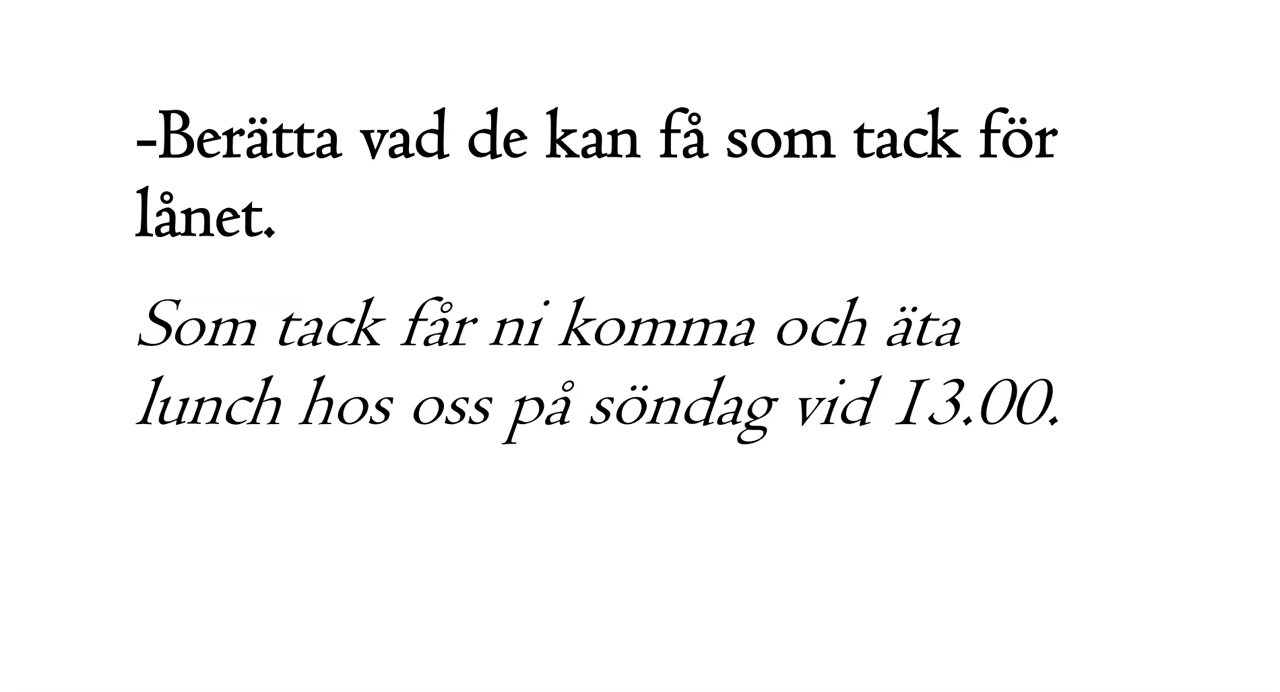 -Berätta vad de kan få som tack för
lånet.
Som tack får ni komma och äta
lunch hos oss på söndag vid 13.00.